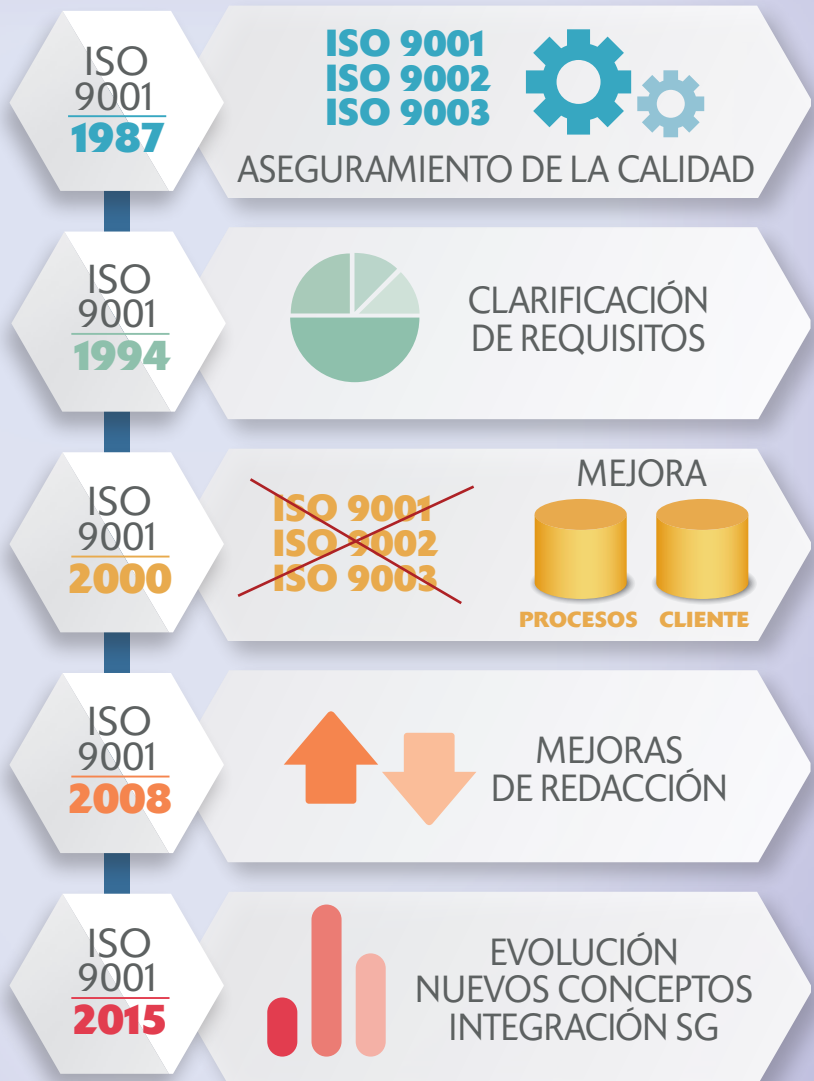 ISO
9001
1987
ISO 9001
ISO 9002
ISO 9003
ASEGURAMIENTO DE LA CALIDAD
ISO
9001
1994
CLARIFICACIÓN
DE REQUISITOS
ISO
9001
2000
ISO 9001
ISO 9002
ISO 9003
MEJORA
PROCESOS CLIENTE
ISO
9001
2008
MEJORAS
DE REDACCIÓN
ISO
9001
2015
EVOLUCIÓN
NUEVOS CONCEPTOS
INTEGRACIÓN SG